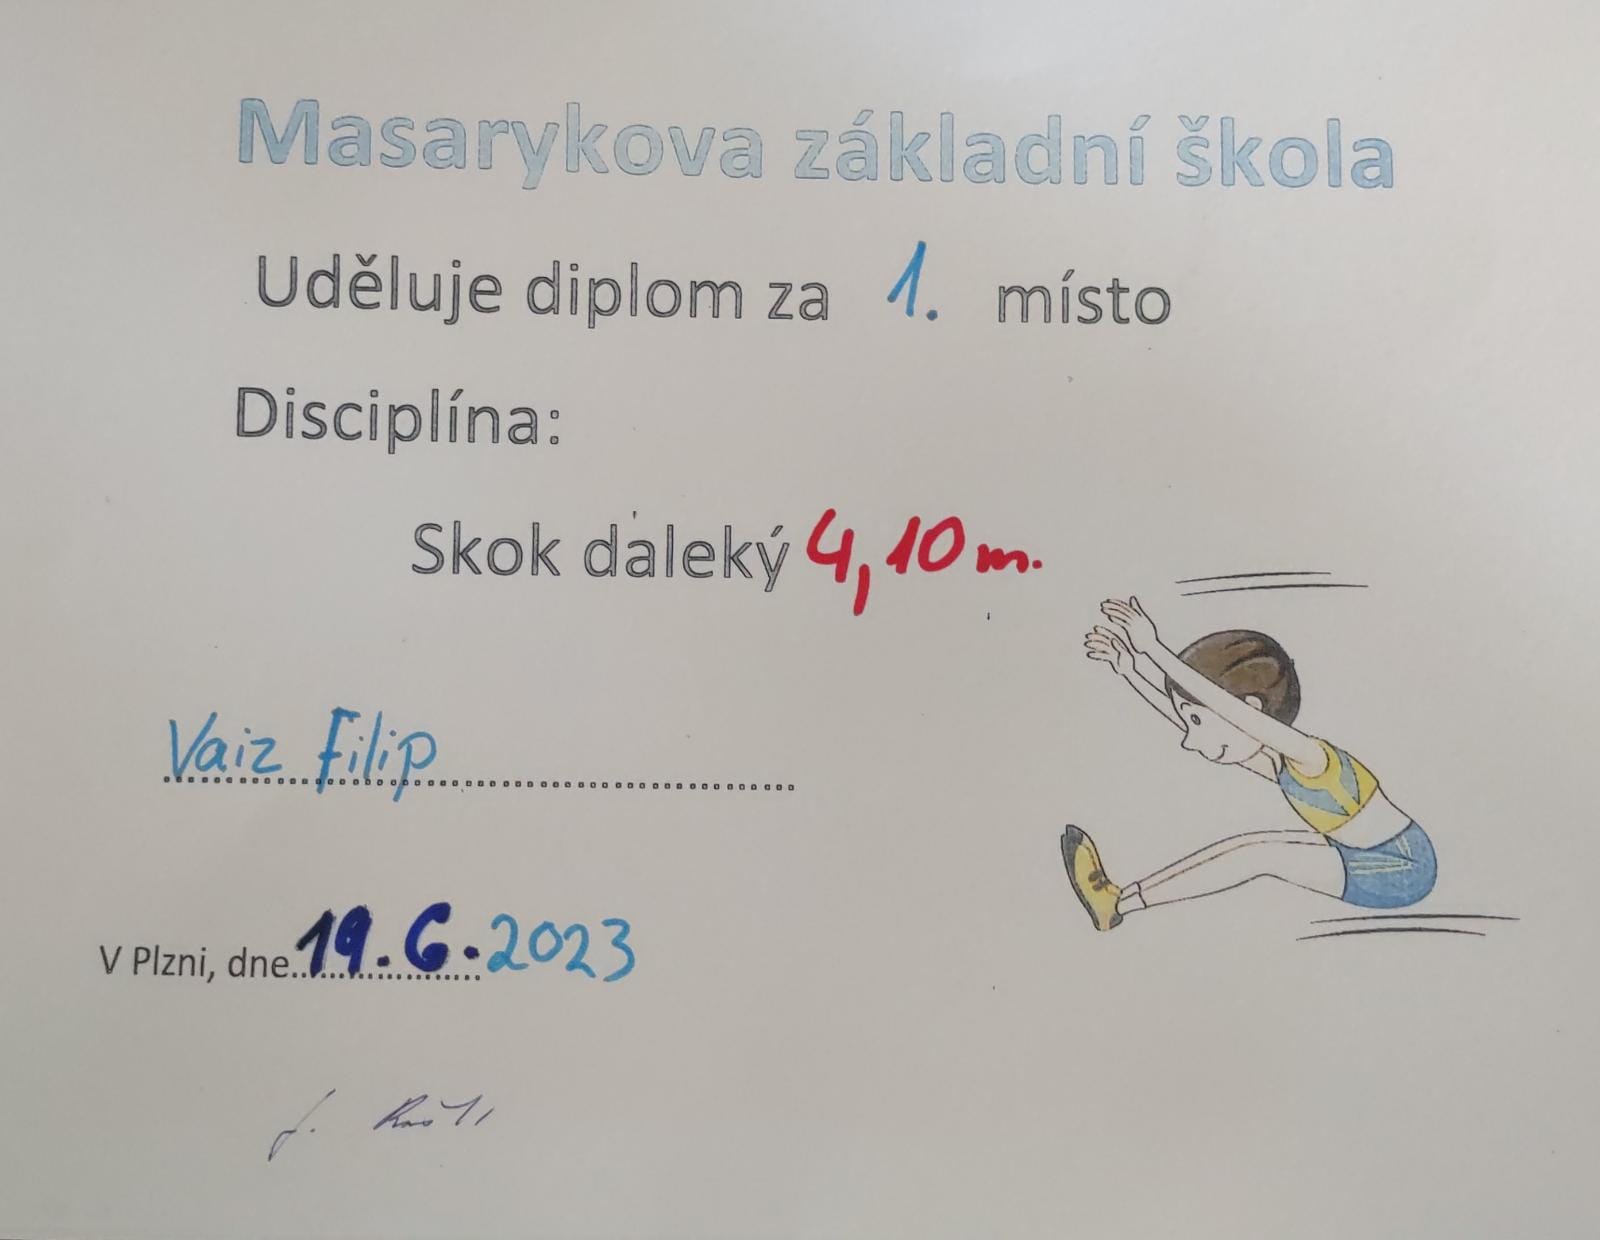 Masarykova základní škola
Uděluje diplom za 1. místo
Disciplína:
Skok daleký 4,10 m.
Vaiz Filip
V Plzni, dne 19.6.2023